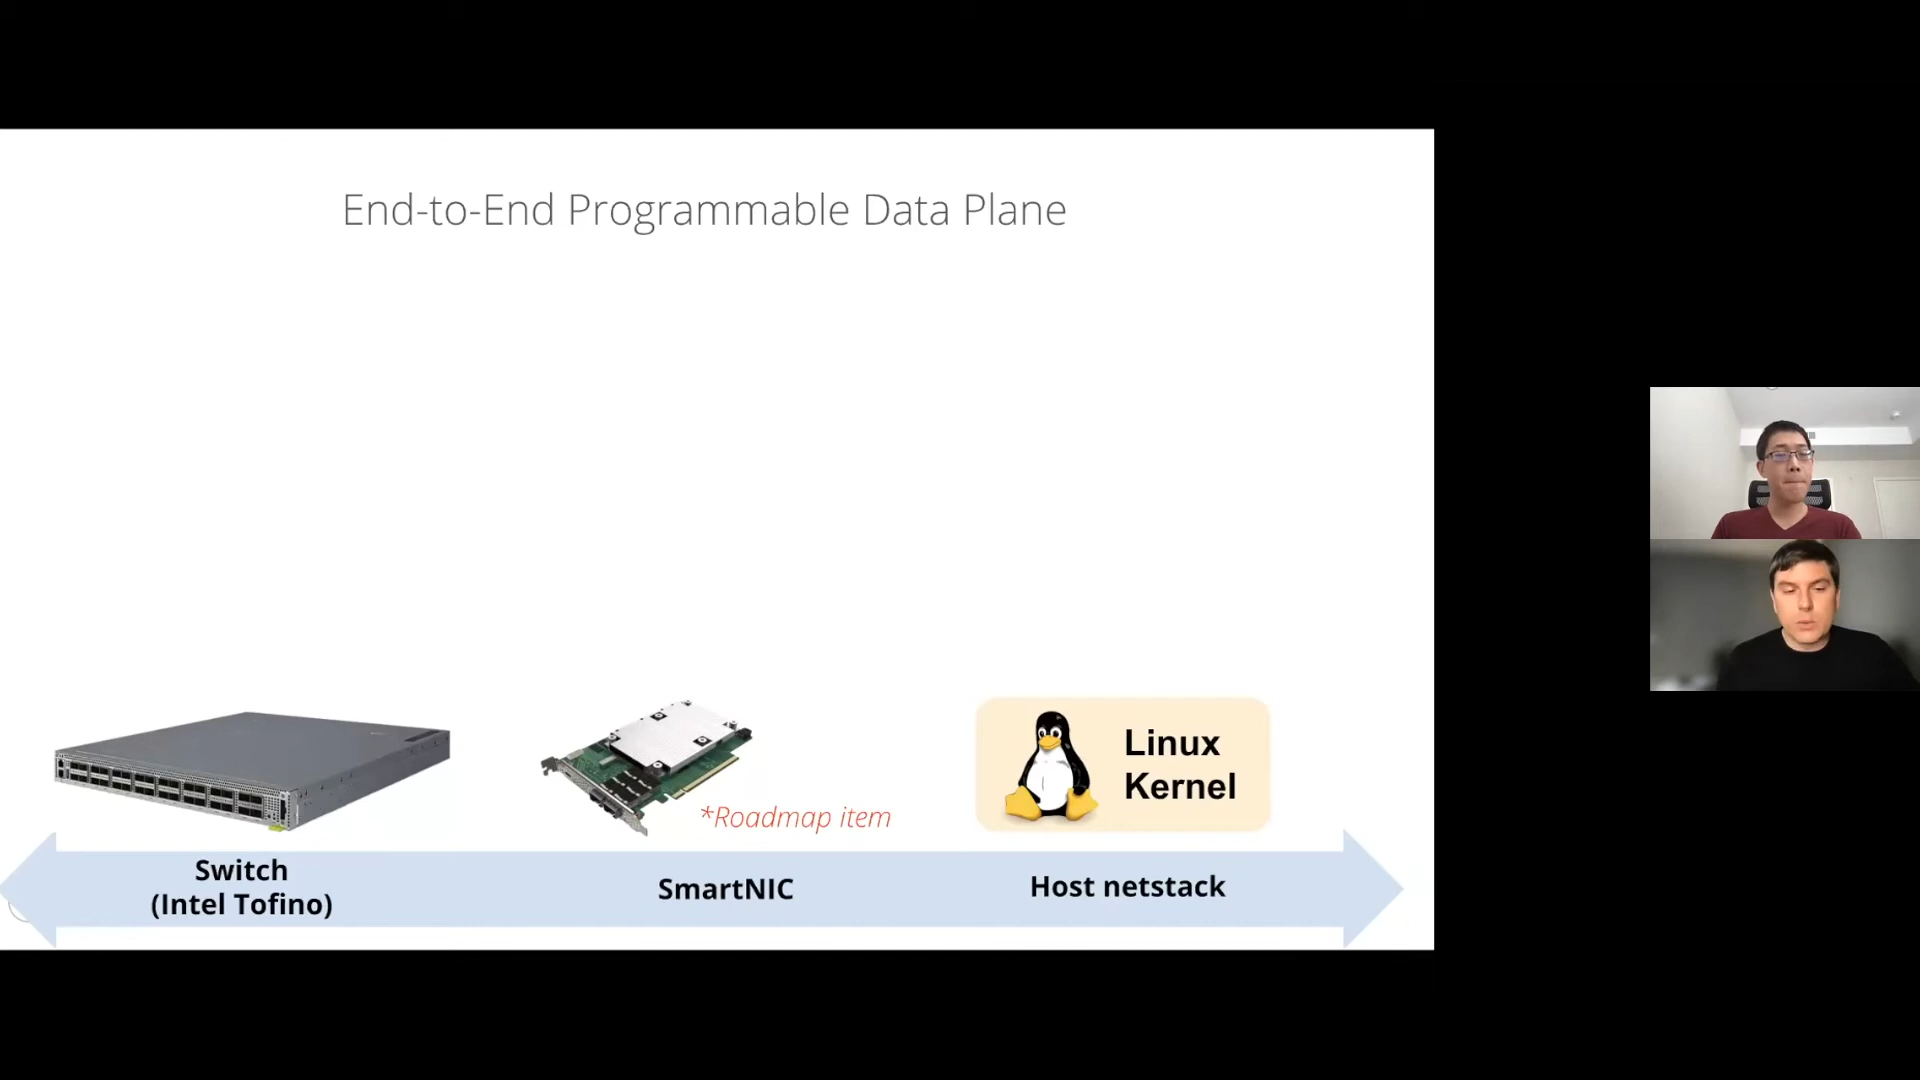 End-to-End Programmable Data Plane
Linux
Kernel
*Roadmap item
Switch
(Intel Tofino)
SmartNIC
Host netstack